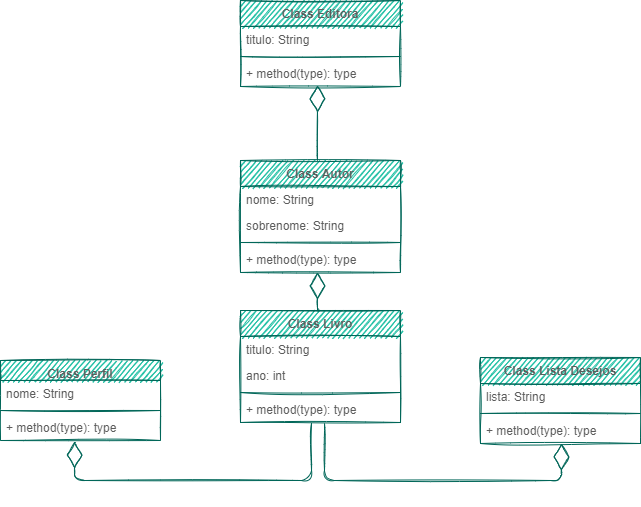 Class Editora
titulo: String
+ method(type): type
Class Autor
nome: String
sobrenome: String
+ method(type): type
Class Livro
titulo: String
ano: int
+ method(type): type
Class Perfil
nome: String
+ method(type): type
Class Lista Desejos
lista: String
+ method(type): type